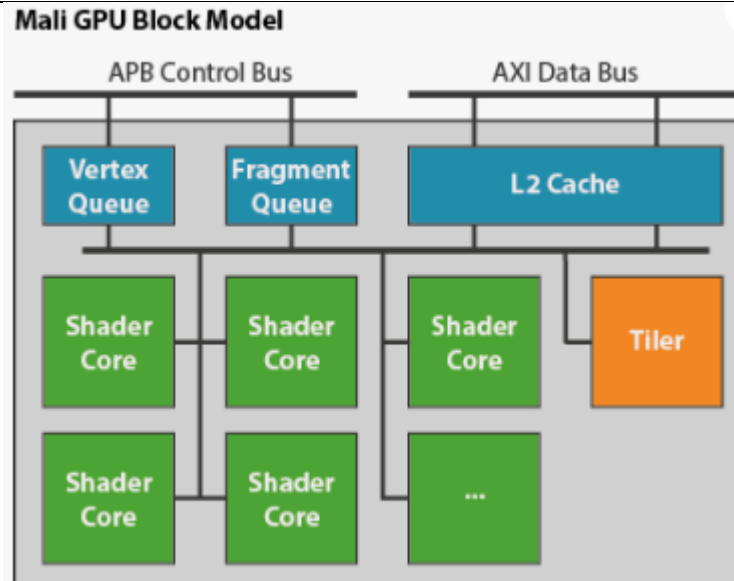 Mali GPU Block Model
APB Control Bus
AXI Data Bus
Vertex
Queue
Fragment
Queue
L2 Cache
Shader
Core
Shader
Core
Shader
Core
Tiler
Shader
Core
Shader
Core
...